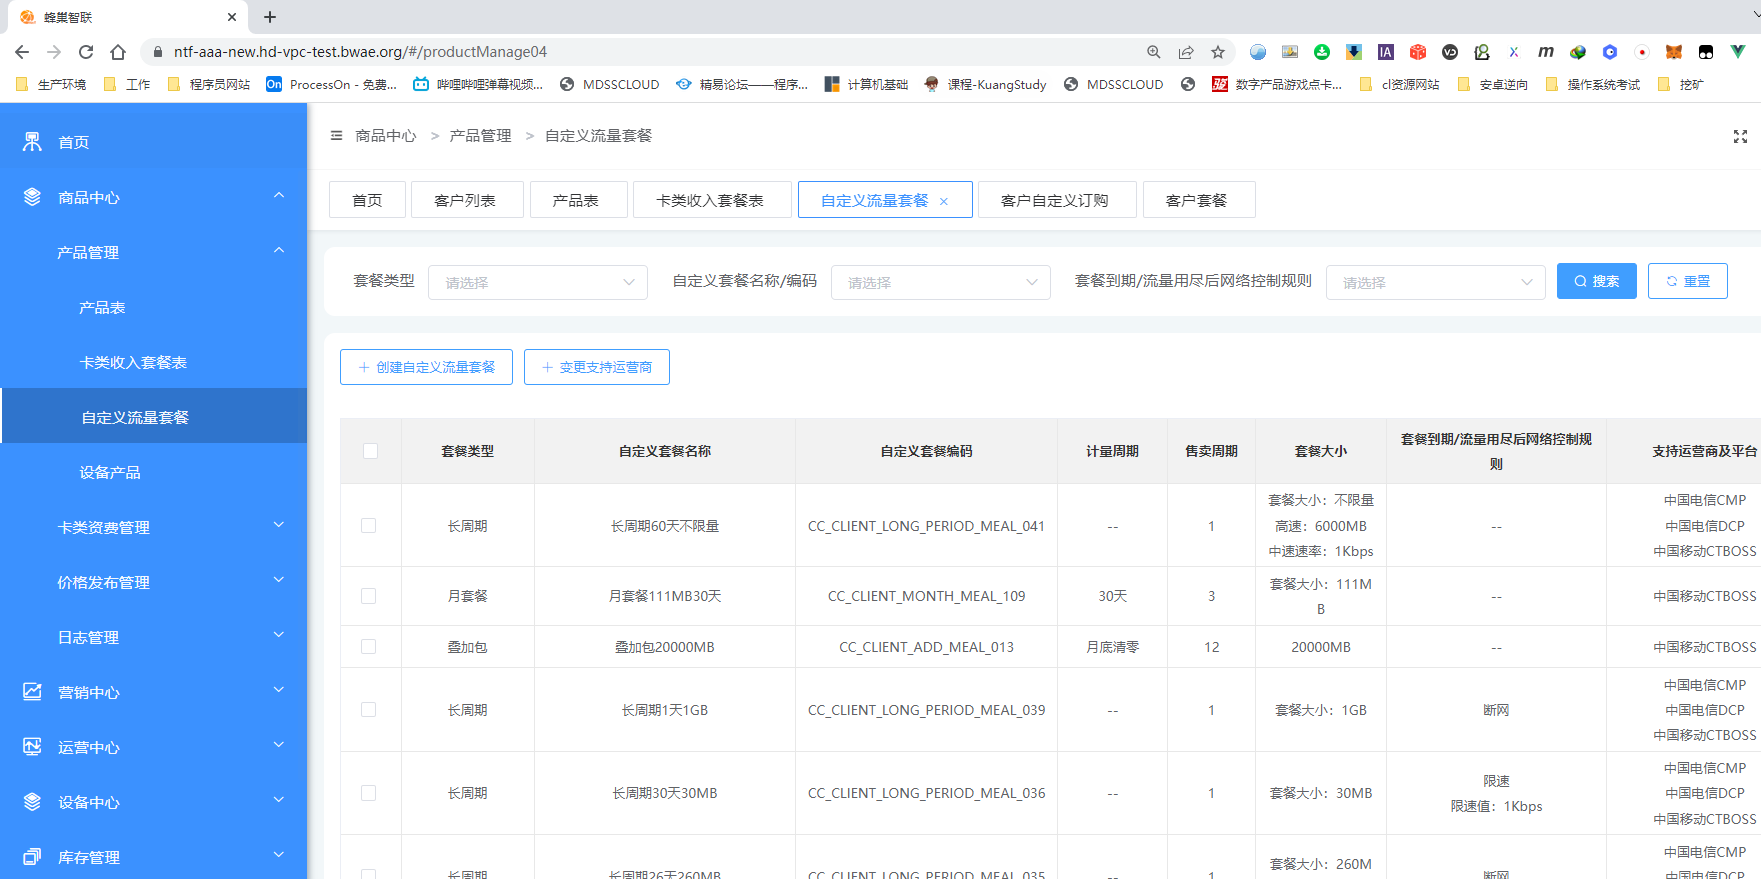 蜂巢智联
ntf-aaa-new.hd-vpc-test.bwae.org/#/productManage04
生产环境 工作 程序员网站 ProcessOn - 免费... 哔哩哔哩弹幕视频... MDSSCLOUD 精易论坛——程序... 计算机基础 课程-KuangStudy MDSSCLOUD 数字产品游戏点卡... cl资源网站 安卓逆向 操作系统考试 挖矿
首页
商品中心
产品管理
产品表
卡类收入套餐表
自定义流量套餐
设备产品
卡类资费管理
价格发布管理
日志管理
营销中心
运营中心
设备中心
库存管理
商品中心 > 产品管理 > 自定义流量套餐
首页 客户列表 产品表 卡类收入套餐表 自定义流量套餐 × 客户自定义订购 客户套餐
套餐类型 请选择 自定义套餐名称/编码 请选择 套餐到期/流量用尽后网络控制规则 请选择 搜索 重置
+ 创建自定义流量套餐 + 变更支持运营商
套餐类型 自定义套餐名称 自定义套餐编码 计量周期 售卖周期 套餐大小 套餐到期/流量用尽后网络控制规则 支持运营商及平台
长周期 长周期60天不限量 CC_CLIENT_LONG_PERIOD_MEAL_041 -- 1 套餐大小：不限量 高速：6000MB 中速速率：1Kbps -- 中国电信CMP 中国电信DCP 中国移动CTBOSS
月套餐 月套餐111MB30天 CC_CLIENT_MONTH_MEAL_109 30天 3 套餐大小：111MB -- 中国移动CTBOSS
叠加包 叠加包20000MB CC_CLIENT_ADD_MEAL_013 月底清零 12 20000MB -- 中国移动CTBOSS
长周期 长周期1天1GB CC_CLIENT_LONG_PERIOD_MEAL_039 -- 1 套餐大小：1GB 断网 中国电信CMP 中国电信DCP 中国移动CTBOSS
长周期 长周期30天30MB CC_CLIENT_LONG_PERIOD_MEAL_036 -- 1 套餐大小：30MB 限速 限速值：1Kbps 中国电信CMP 中国电信DCP 中国移动CTBOSS
长周期 长周期26天260MB CC_CLIENT_LONG_PERIOD_MEAL_035 -- 1 套餐大小：260M 断网 中国电信CMP 中国电信DCP